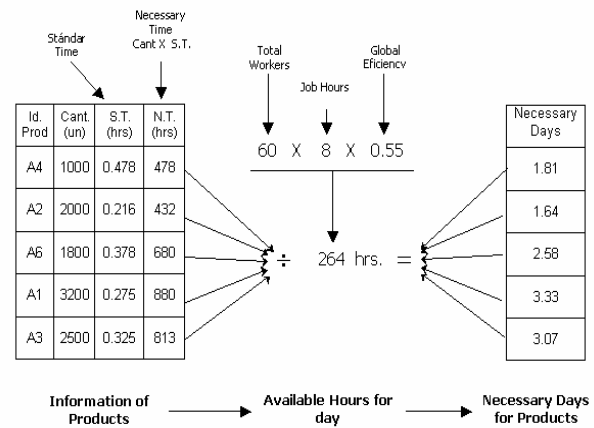 Necessary
Time
Cant X S.T.
Stándar
Time
Total
Workers
Global
Eficiency
Job Hours
Id. Prod Cant. (un) S.T. (hrs) N.T. (hrs)
A4 1000 0.478 478
A2 2000 0.216 432
A6 1800 0.378 680
A1 3200 0.275 880
A3 2500 0.325 813
60 X 8 X 0.55
÷ 264 hrs. =
Necessary
Days
1.81
1.64
2.58
3.33
3.07
Information of
Products
Available Hours for
day
Necessary Days
for Products